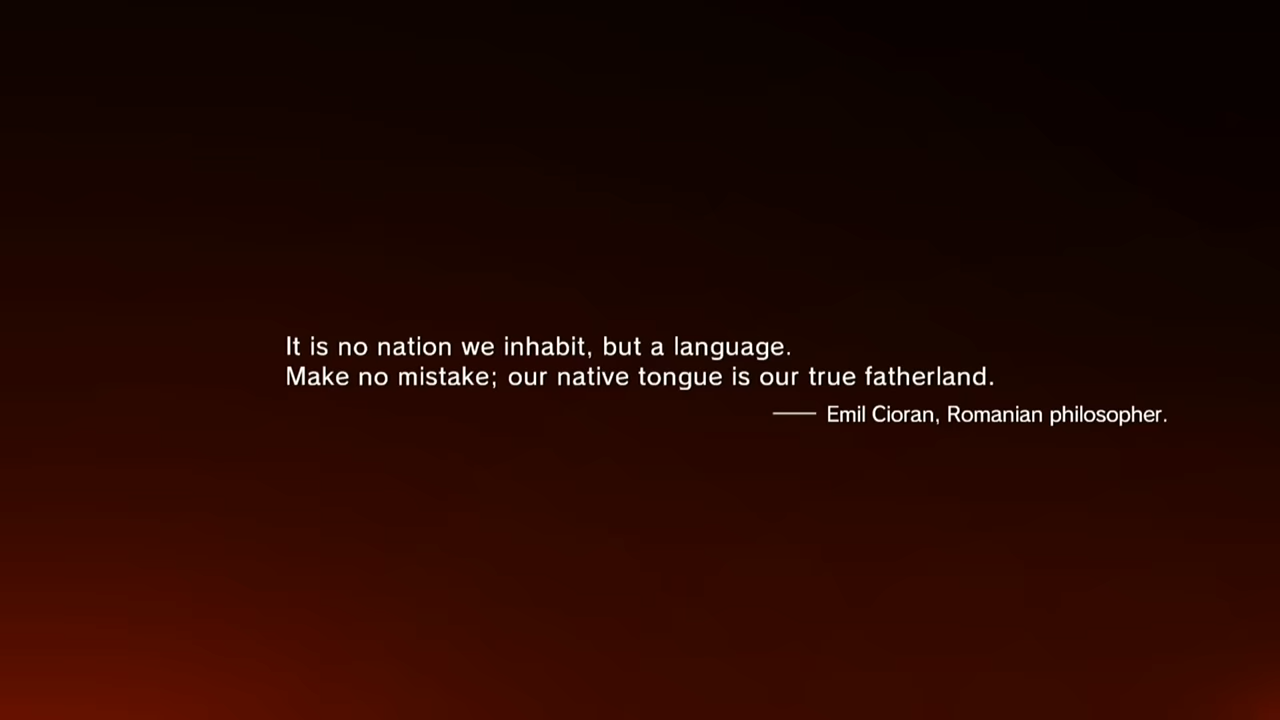 It is no nation we inhabit, but a language.
Make no mistake; our native tongue is our true fatherland.
—— Emil Cioran, Romanian philosopher.